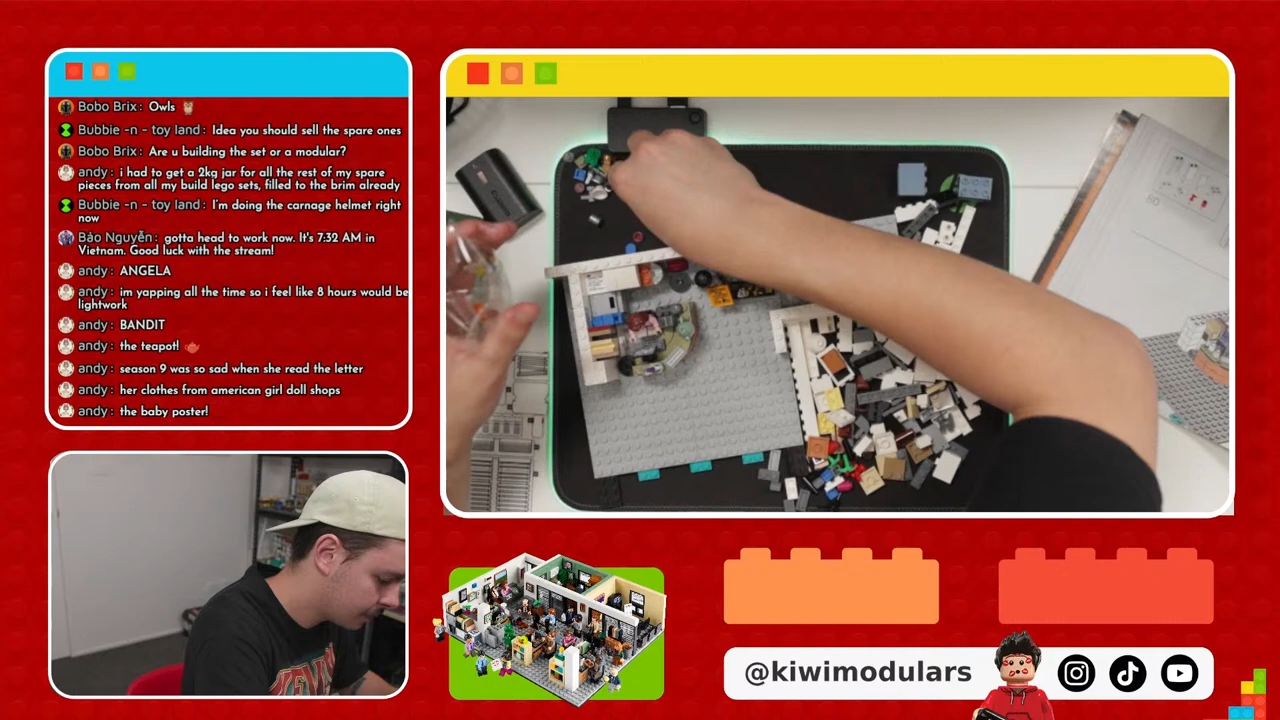 Bobo Brix: Owls
Bubbie -n - toy land: Idea you should sell the spare ones
Bobo Brix: Are u building the set or a modular?
andy: i had to get a 2kg jar for all the rest of my spare
pieces from all my build lego sets, filled to the brim already
Bubbie -n - toy land: I'm doing the carnage helmet right
now
Bảo Nguyễn: gotta head to work now. It's 7:32 AM in
Vietnam. Good luck with the stream!
andy: ANGELA
andy: im yapping all the time so i feel like 8 hours would be
lightwork
andy: BANDIT
andy: the teapot!
andy: season 9 was so sad when she read the letter
andy: her clothes from american girl doll shops
andy: the baby poster!
@kiwimodulars